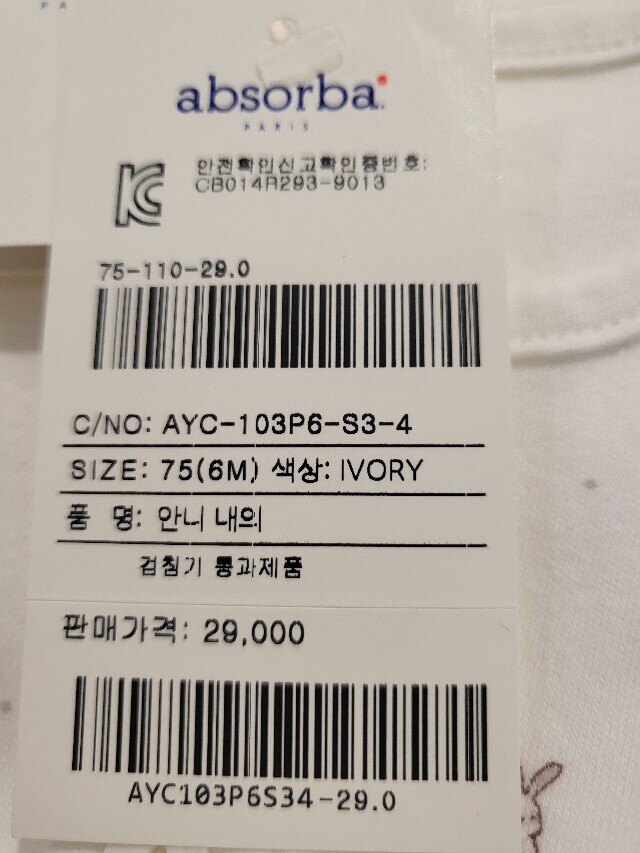 P A
absorba
PARIS
안전확인신고확인증번호:
CB014R293-9013
75-110-29.0
C/NO: AYC-103P6-S3-4
SIZE: 75(6M) 색상: IVORY
품 명: 안니 내의
검침기 통과제품
판매가격: 29,000
AYC103P6S34-29.0